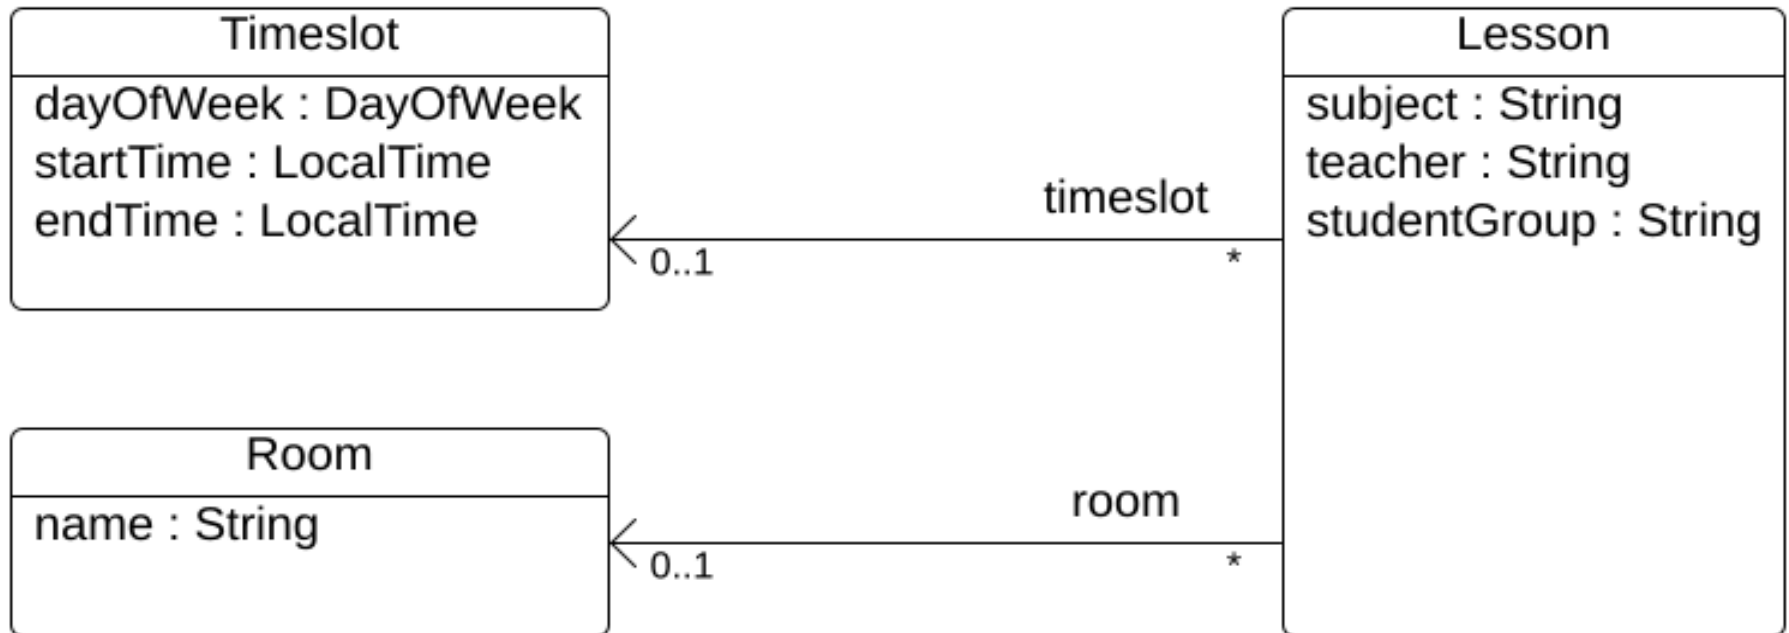 Timeslot
dayOfWeek : DayOfWeek
startTime : LocalTime
endTime : LocalTime
timeslot
0..1
*
Lesson
subject : String
teacher : String
studentGroup : String
Room
name : String
room
0..1
*